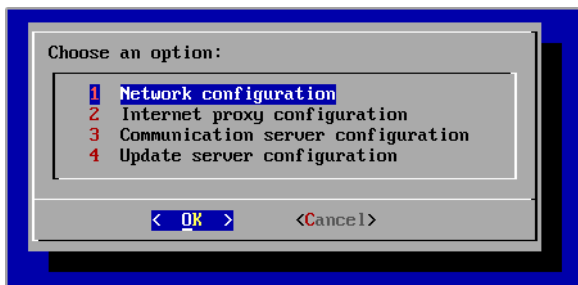 Choose an option:
1 Network configuration
2 Internet proxy configuration
3 Communication server configuration
4 Update server configuration
< OK > <Cancel>